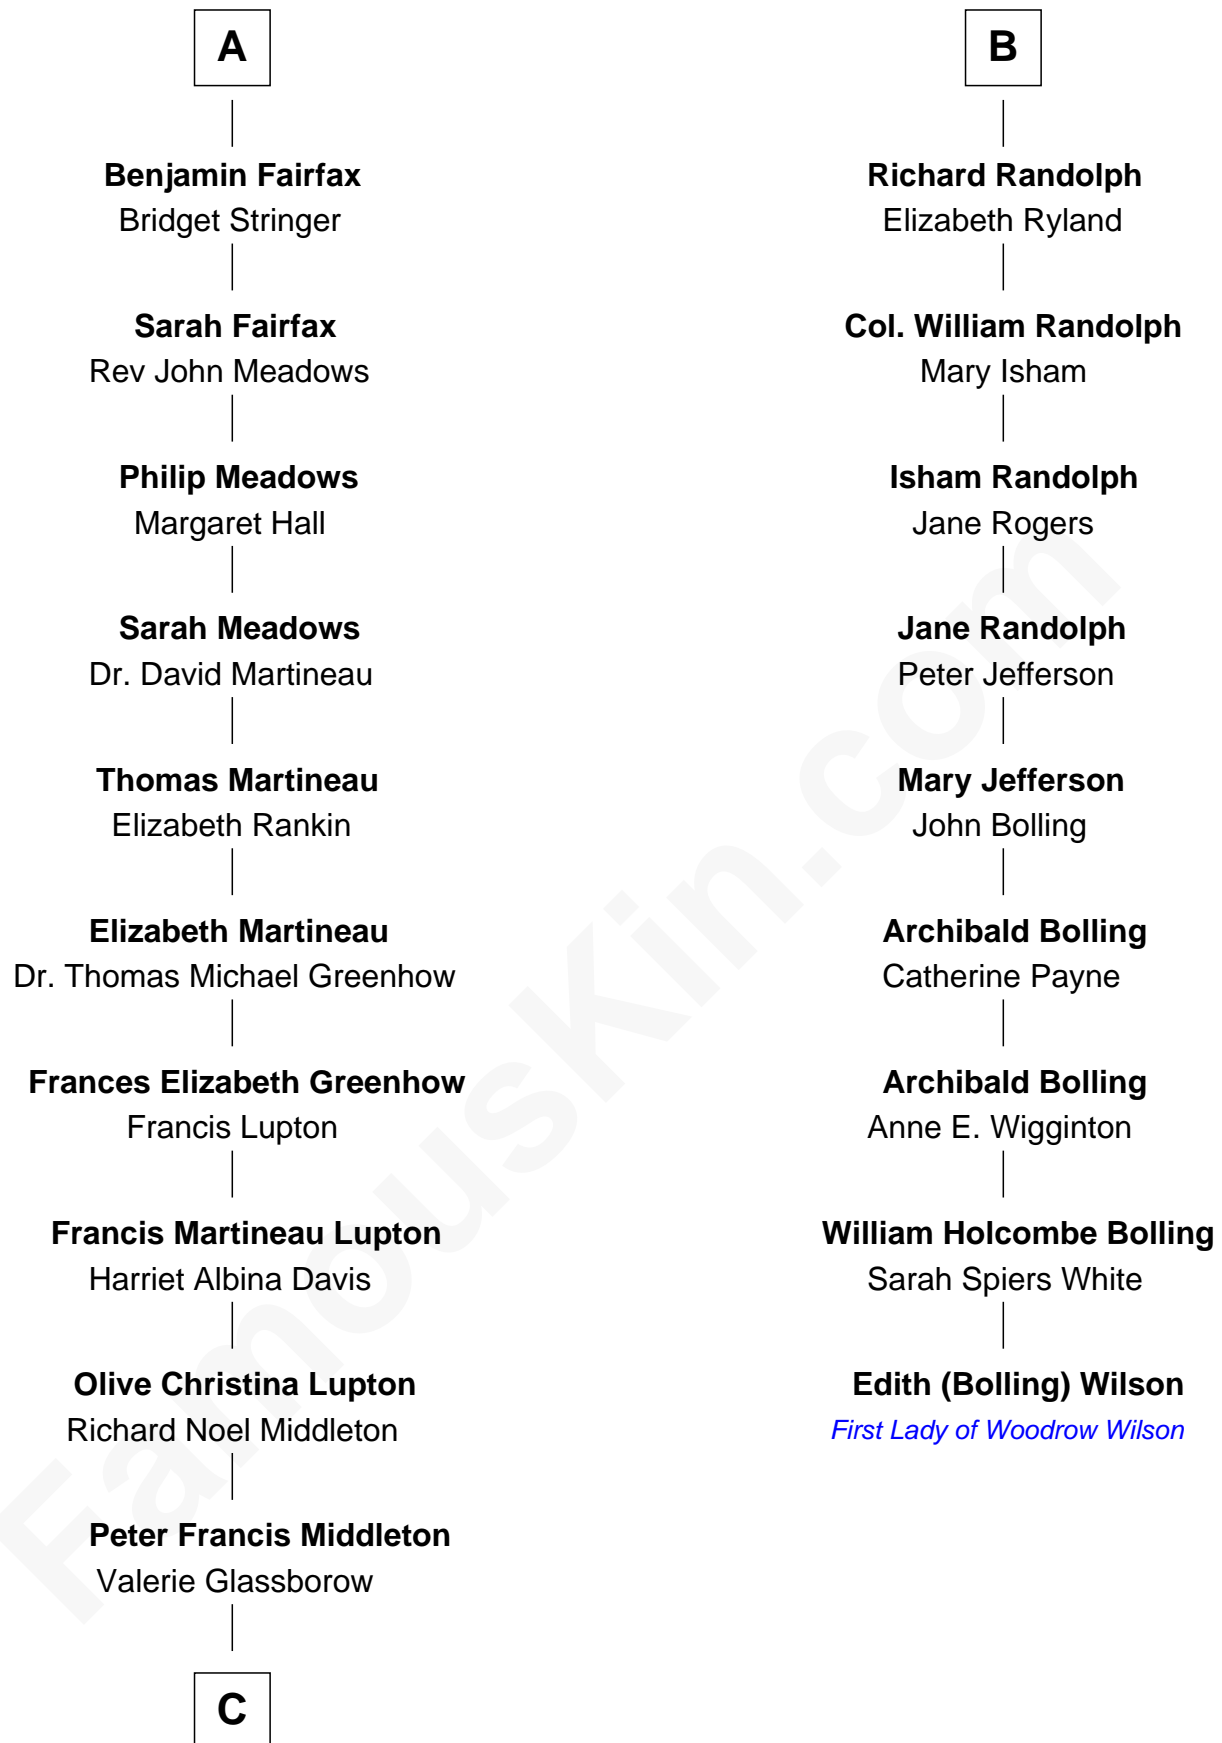 A
Benjamin Fairfax
Bridget Stringer
Sarah Fairfax
Rev John Meadows
Philip Meadows
Margaret Hall
Sarah Meadows
Dr. David Martineau
Thomas Martineau
Elizabeth Rankin
Elizabeth Martineau
Dr. Thomas Michael Greenhow
Frances Elizabeth Greenhow
Francis Lupton
Francis Martineau Lupton
Harriet Albina Davis
Olive Christina Lupton
Richard Noel Middleton
Peter Francis Middleton
Valerie Glassborow
C
B
Richard Randolph
Elizabeth Ryland
Col. William Randolph
Mary Isham
Isham Randolph
Jane Rogers
Jane Randolph
Peter Jefferson
Mary Jefferson
John Bolling
Archibald Bolling
Catherine Payne
Archibald Bolling
Anne E. Wigginton
William Holcombe Bolling
Sarah Spiers White
Edith (Bolling) Wilson
First Lady of Woodrow Wilson
FamousKin.com